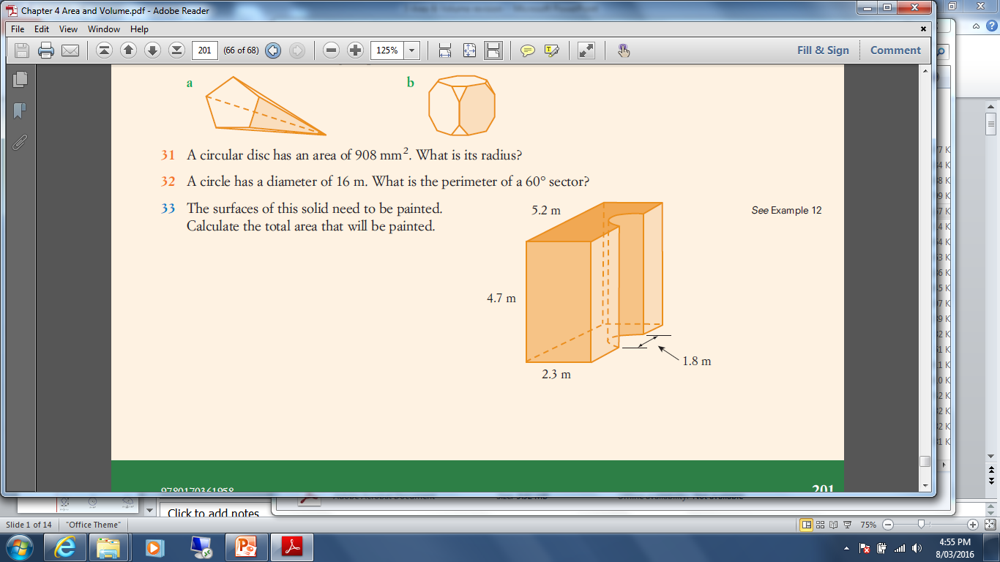 Chapter 4 Area and Volume.pdf - Adobe Reader
File Edit View Window Help
201 (66 of 68) 125% Fill & Sign Comment
a b
31 A circular disc has an area of 908 mm². What is its radius?
32 A circle has a diameter of 16 m. What is the perimeter of a 60° sector?
33 The surfaces of this solid need to be painted.
Calculate the total area that will be painted.
See Example 12
5.2 m
4.7 m
1.8 m
2.3 m
9780170361958 201
Click to add notes
Slide 1 of 14 "Office Theme" 75%
4:55 PM
8/03/2016